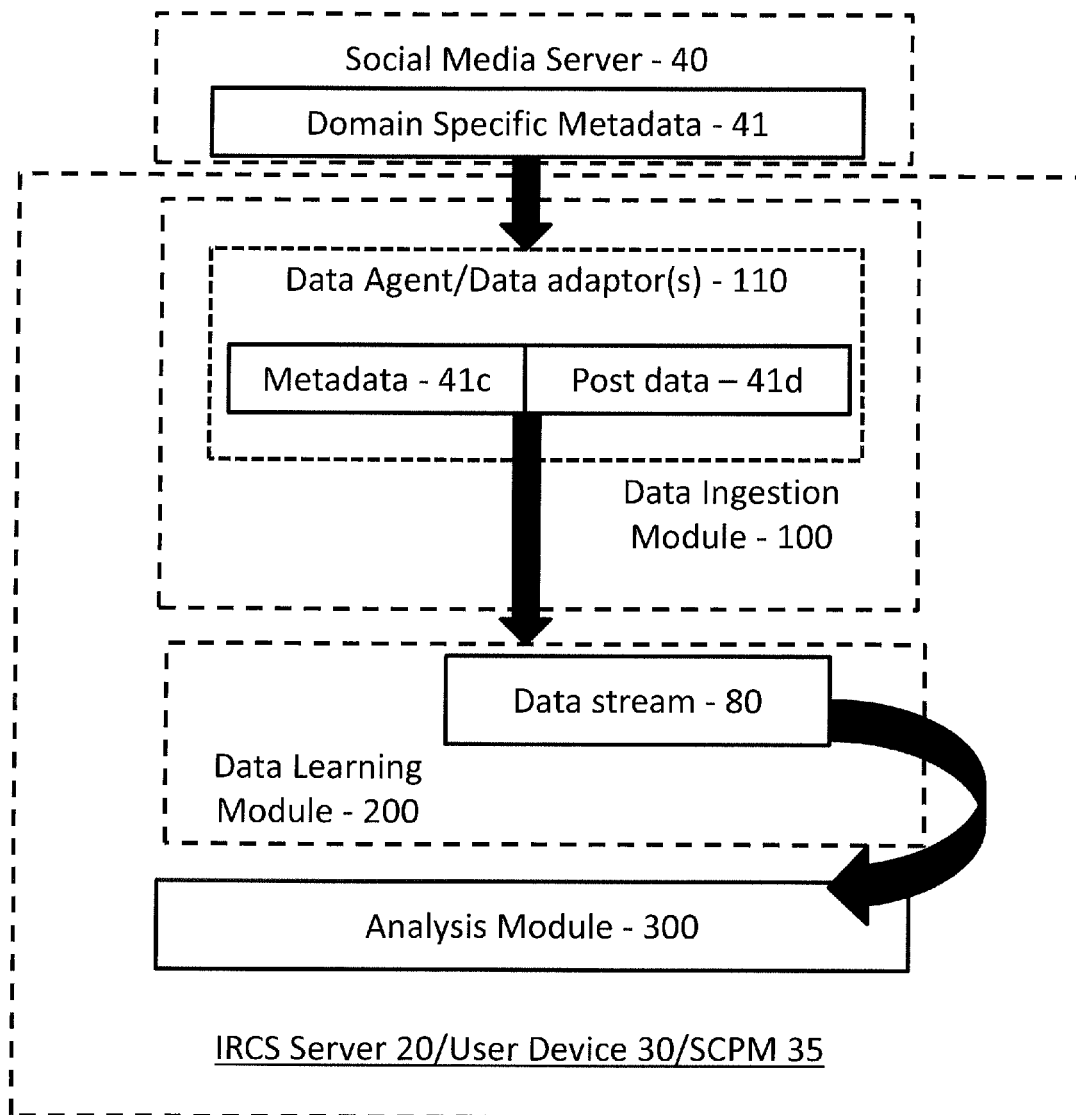 Social Media Server - 40
Domain Specific Metadata - 41
Data Agent/Data adaptor(s) - 110
Metadata - 41c
Post data – 41d
Data Ingestion
Module - 100
Data stream - 80
Data Learning
Module - 200
Analysis Module - 300
IRCS Server 20/User Device 30/SCPM 35